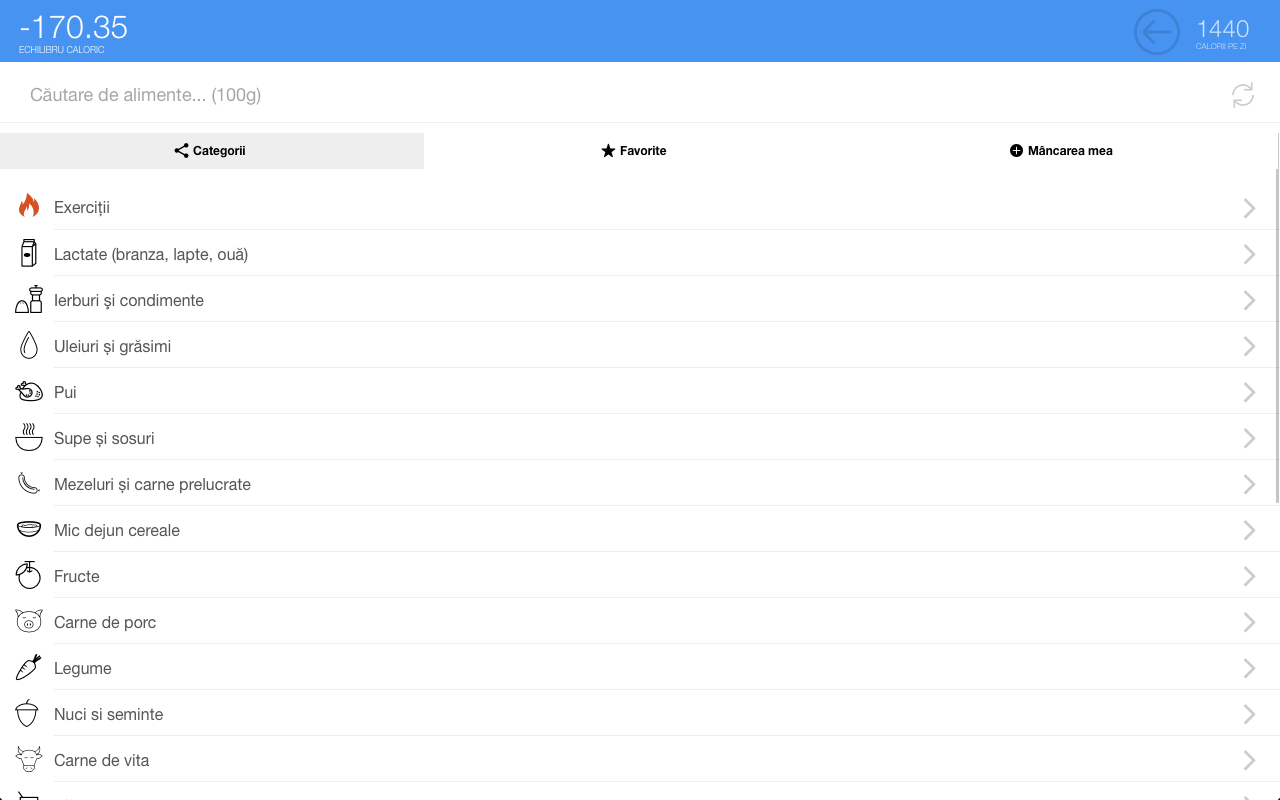 -170.35
ECHILIBRU CALORIC
1440
CALORII PE ZI
Căutare de alimente... (100g)
Categorii
Favorite
Mâncarea mea
Exerciții
Lactate (branza, lapte, ouă)
Ierburi şi condimente
Uleiuri și grăsimi
Pui
Supe și sosuri
Mezeluri și carne prelucrate
Mic dejun cereale
Fructe
Carne de porc
Legume
Nuci si seminte
Carne de vita